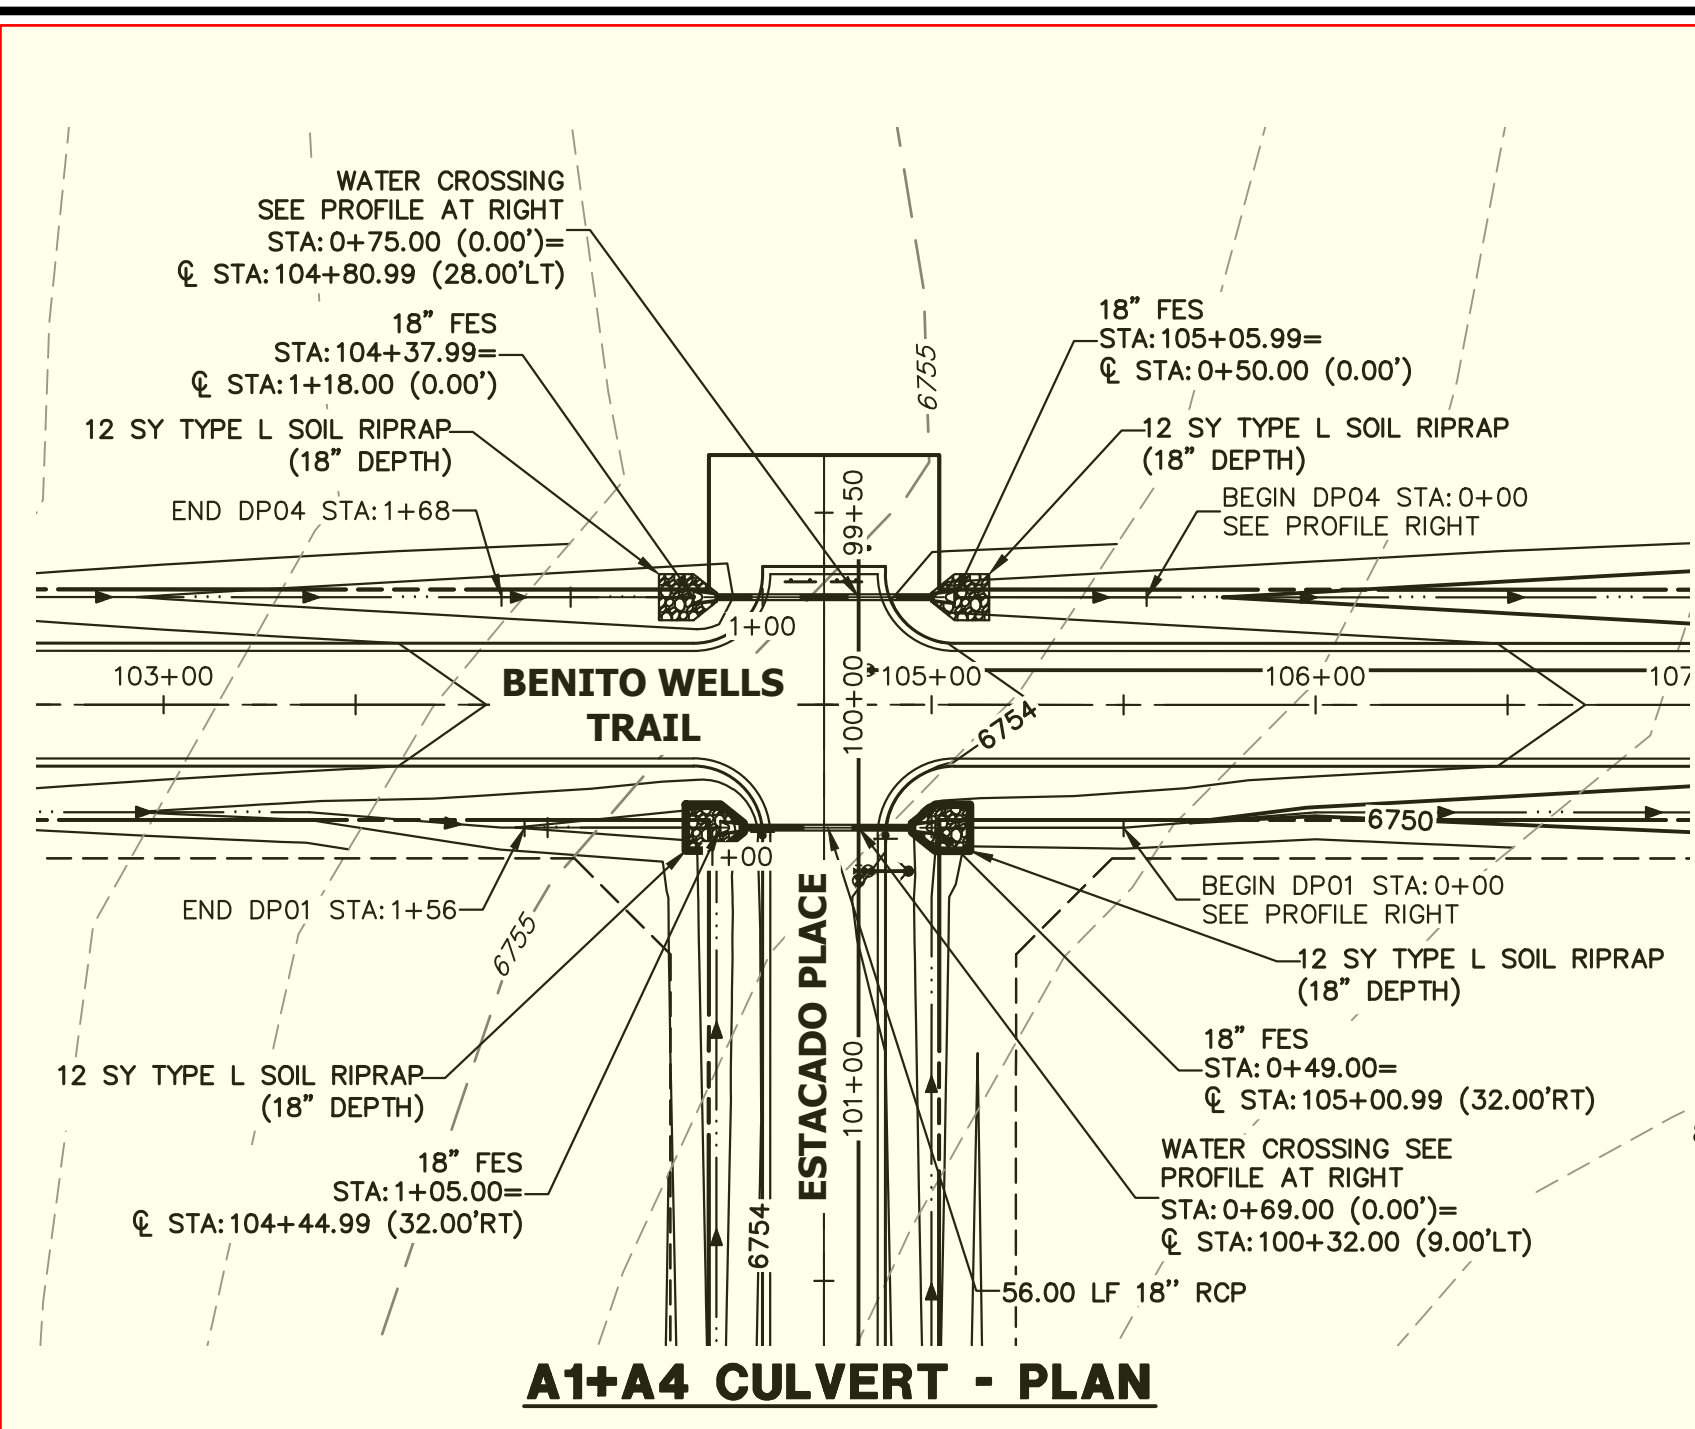 WATER CROSSING
SEE PROFILE AT RIGHT
STA:0+75.00 (0.00')=
℄ STA:104+80.99 (28.00'LT)
18" FES
STA:104+37.99=
℄ STA:1+18.00 (0.00')
12 SY TYPE L SOIL RIPRAP
(18" DEPTH)
END DP04 STA:1+68
6755
18" FES
STA:105+05.99=
℄ STA:0+50.00 (0.00')
12 SY TYPE L SOIL RIPRAP
(18" DEPTH)
BEGIN DP04 STA:0+00
SEE PROFILE RIGHT
99+50
1+00
103+00
BENITO WELLS
TRAIL
100+00
105+00
106+00
107
6754
6750
1+00
END DP01 STA:1+56
6755
BEGIN DP01 STA:0+00
SEE PROFILE RIGHT
12 SY TYPE L SOIL RIPRAP
(18" DEPTH)
ESTACADO PLACE
101+00
18" FES
STA:0+49.00=
℄ STA:105+00.99 (32.00'RT)
12 SY TYPE L SOIL RIPRAP
(18" DEPTH)
18" FES
STA:1+05.00=
℄ STA:104+44.99 (32.00'RT)
6754
WATER CROSSING SEE
PROFILE AT RIGHT
STA:0+69.00 (0.00')=
℄ STA:100+32.00 (9.00'LT)
56.00 LF 18'' RCP
A1+A4 CULVERT - PLAN